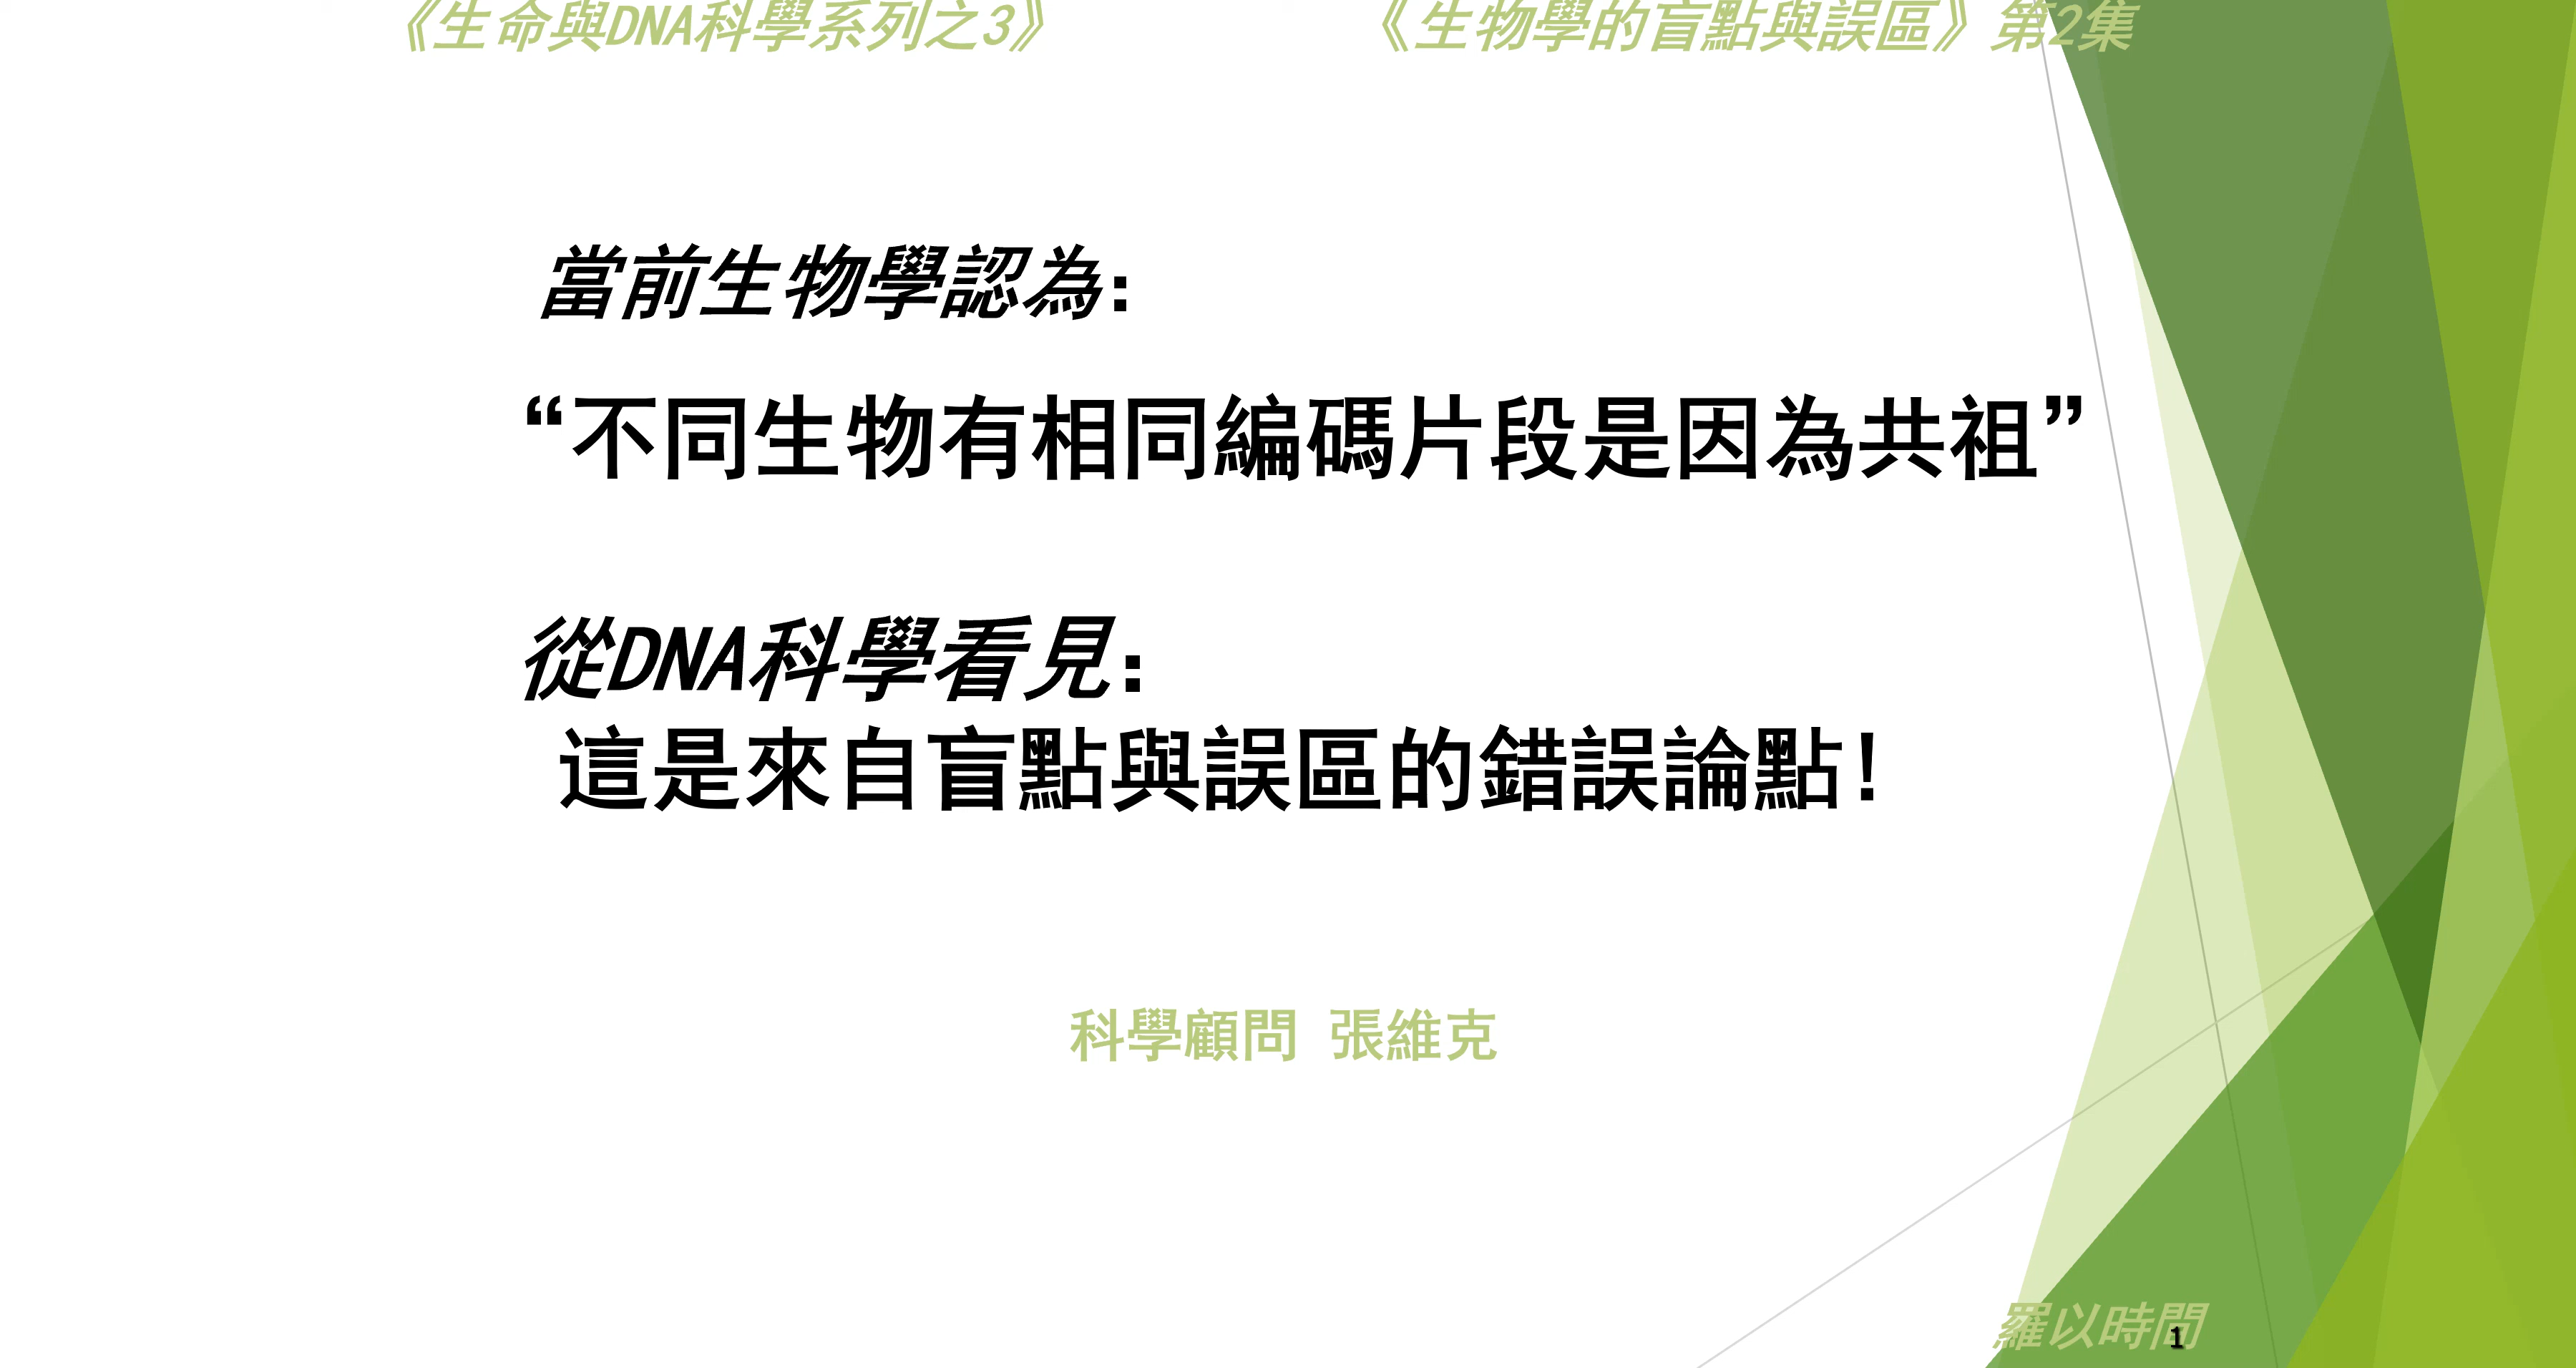 《生命與DNA科學系列之3》 《生物學的盲點與誤區》第2集
當前生物學認為：
“不同生物有相同編碼片段是因為共祖”
從DNA科學看見：
這是來自盲點與誤區的錯誤論點！
科學顧問 張維克
羅以時間
1